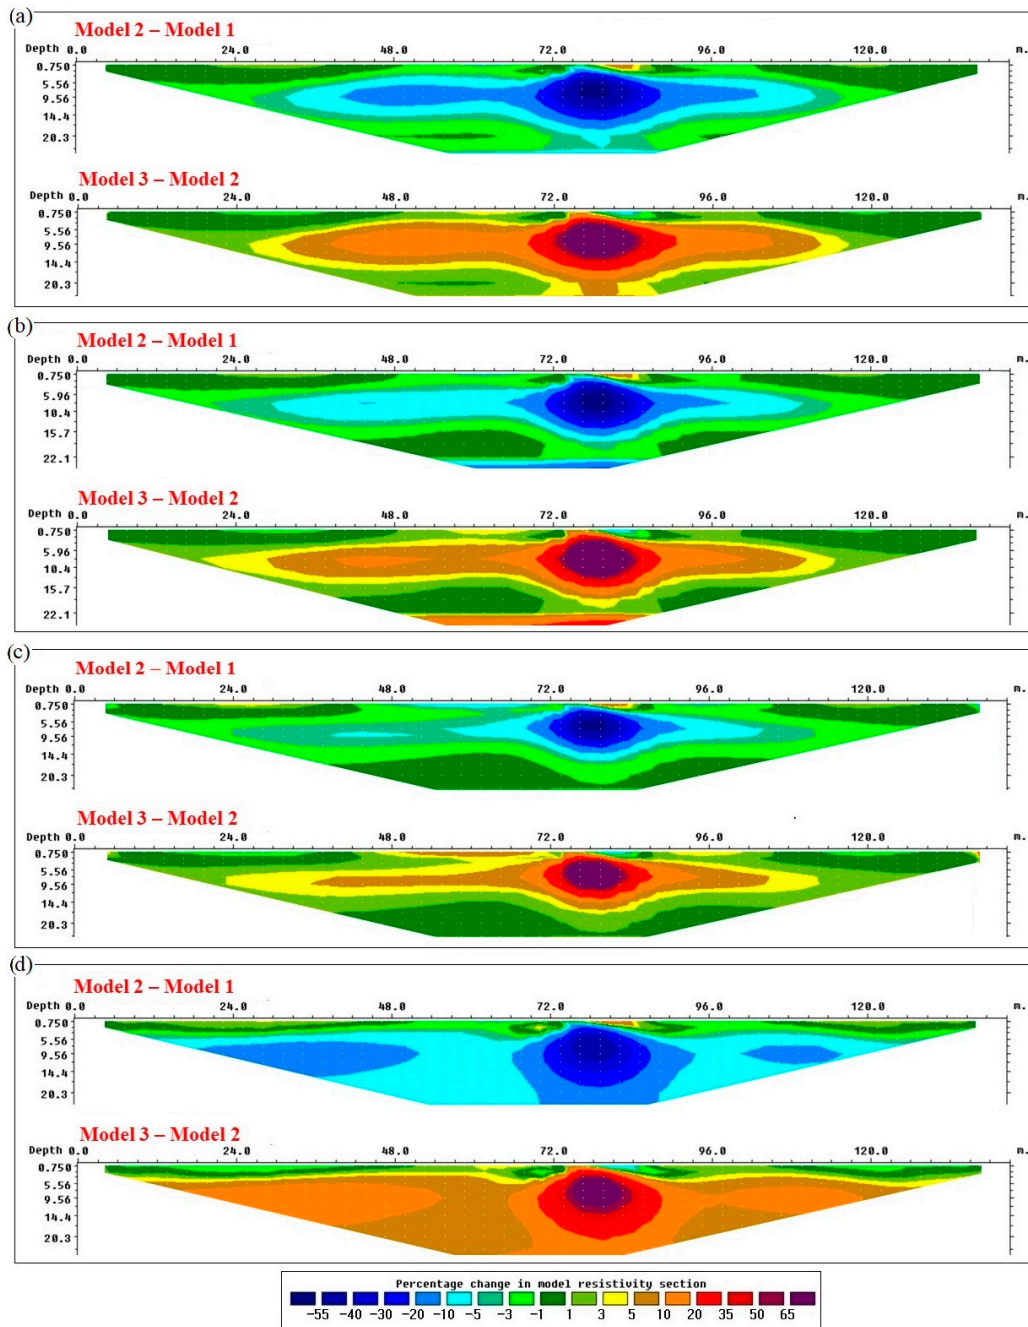 (a)
Model 2 – Model 1
Depth 0.0 24.0 48.0 72.0 96.0 120.0 m.
0.750
5.56
9.56
14.4
20.3
Model 3 – Model 2
Depth 0.0 24.0 48.0 72.0 96.0 120.0 m.
0.750
5.56
9.56
14.4
20.3
(b)
Model 2 – Model 1
Depth 0.0 24.0 48.0 72.0 96.0 120.0 m.
0.750
5.96
10.4
15.7
22.1
Model 3 – Model 2
Depth 0.0 24.0 48.0 72.0 96.0 120.0 m.
0.750
5.96
10.4
15.7
22.1
(c)
Model 2 – Model 1
Depth 0.0 24.0 48.0 72.0 96.0 120.0 m.
0.750
5.56
9.56
14.4
20.3
Model 3 – Model 2
Depth 0.0 24.0 48.0 72.0 96.0 120.0 m.
0.750
5.56
9.56
14.4
20.3
(d)
Model 2 – Model 1
Depth 0.0 24.0 48.0 72.0 96.0 120.0 m.
0.750
5.56
9.56
14.4
20.3
Model 3 – Model 2
Depth 0.0 24.0 48.0 72.0 96.0 120.0 m.
0.750
5.56
9.56
14.4
20.3
Percentage change in model resistivity section
-55 -40 -30 -20 -10 -5 -3 -1 1 3 5 10 20 35 50 65